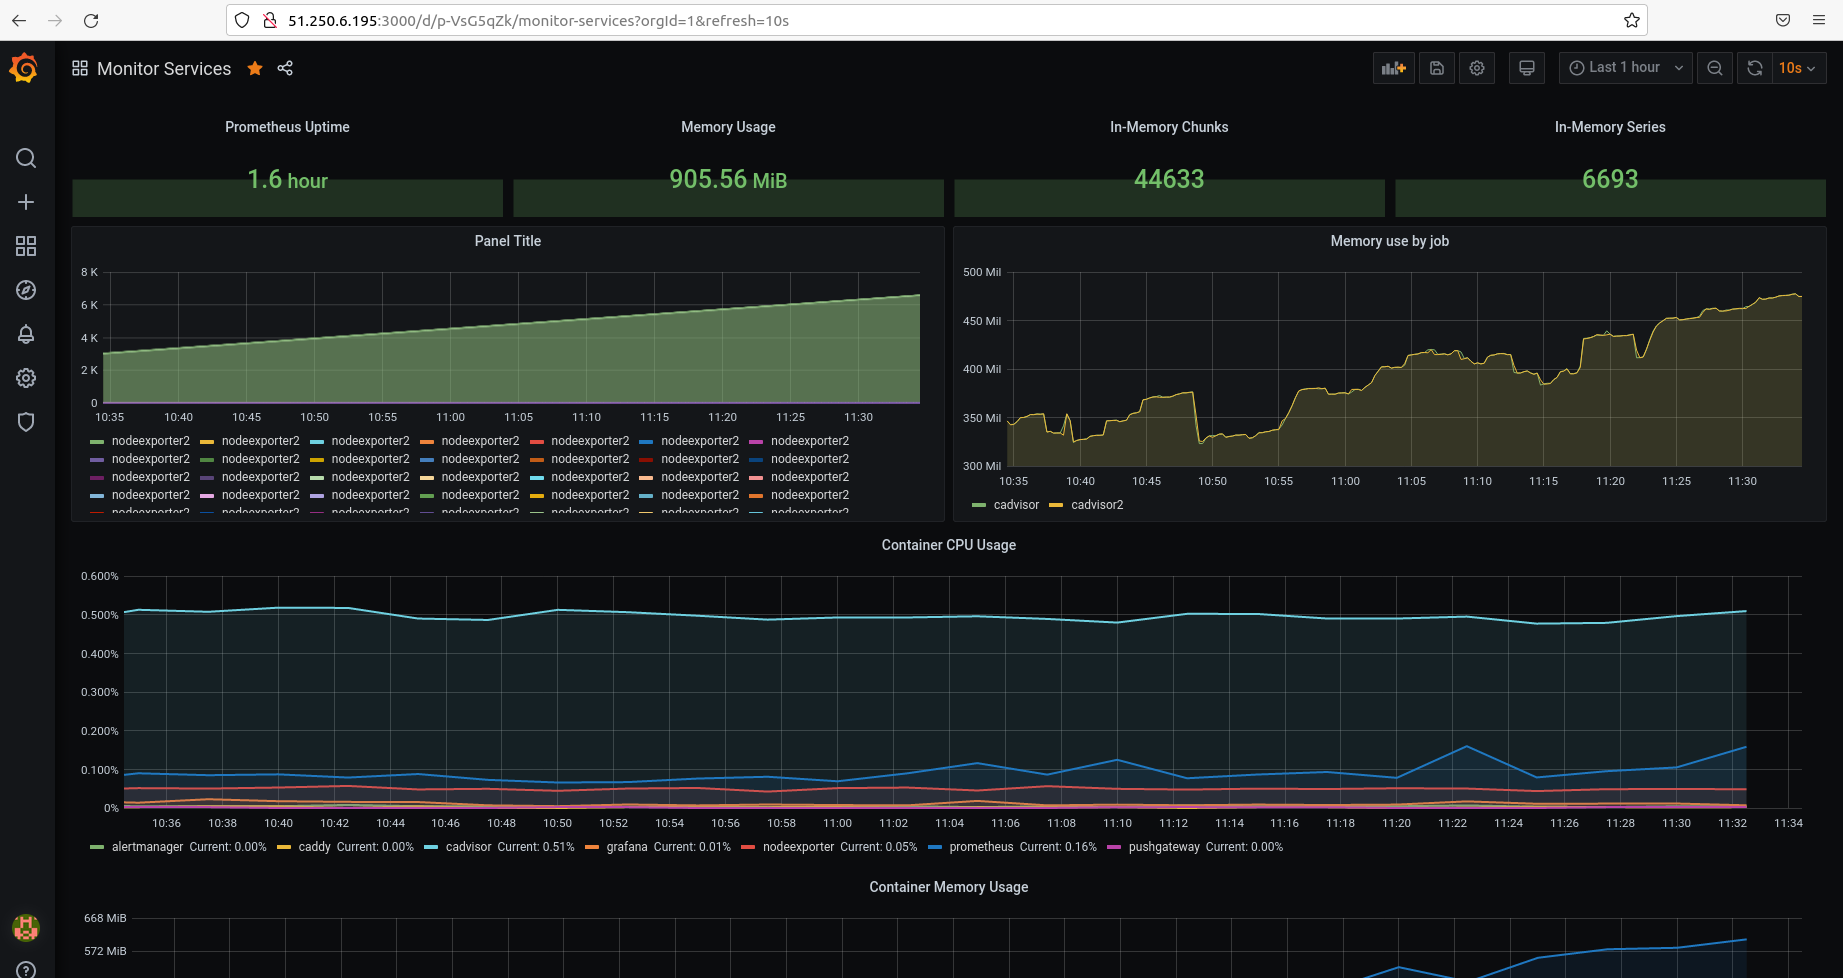 51.250.6.195:3000/d/p-VsG5qZk/monitor-services?orgId=1&refresh=10s
Monitor Services
Last 1 hour
10s
Prometheus Uptime
Memory Usage
In-Memory Chunks
In-Memory Series
1.6 hour
905.56 MiB
44633
6693
Panel Title
8 K
6 K
4 K
2 K
0
10:35 10:40 10:45 10:50 10:55 11:00 11:05 11:10 11:15 11:20 11:25 11:30
nodeexporter2 nodeexporter2 nodeexporter2 nodeexporter2 nodeexporter2 nodeexporter2 nodeexporter2
nodeexporter2 nodeexporter2 nodeexporter2 nodeexporter2 nodeexporter2 nodeexporter2 nodeexporter2
nodeexporter2 nodeexporter2 nodeexporter2 nodeexporter2 nodeexporter2 nodeexporter2 nodeexporter2
nodeexporter2 nodeexporter2 nodeexporter2 nodeexporter2 nodeexporter2 nodeexporter2 nodeexporter2
nodeexporter2 nodeexporter2 nodeexporter2 nodeexporter2 nodeexporter2 nodeexporter2 nodeexporter2
Memory use by job
500 Mil
450 Mil
400 Mil
350 Mil
300 Mil
10:35 10:40 10:45 10:50 10:55 11:00 11:05 11:10 11:15 11:20 11:25 11:30
cadvisor cadvisor2
Container CPU Usage
0.600%
0.500%
0.400%
0.300%
0.200%
0.100%
0%
10:36 10:38 10:40 10:42 10:44 10:46 10:48 10:50 10:52 10:54 10:56 10:58 11:00 11:02 11:04 11:06 11:08 11:10 11:12 11:14 11:16 11:18 11:20 11:22 11:24 11:26 11:28 11:30 11:32 11:34
alertmanager Current: 0.00% caddy Current: 0.00% cadvisor Current: 0.51% grafana Current: 0.01% nodeexporter Current: 0.05% prometheus Current: 0.16% pushgateway Current: 0.00%
Container Memory Usage
668 MiB
572 MiB